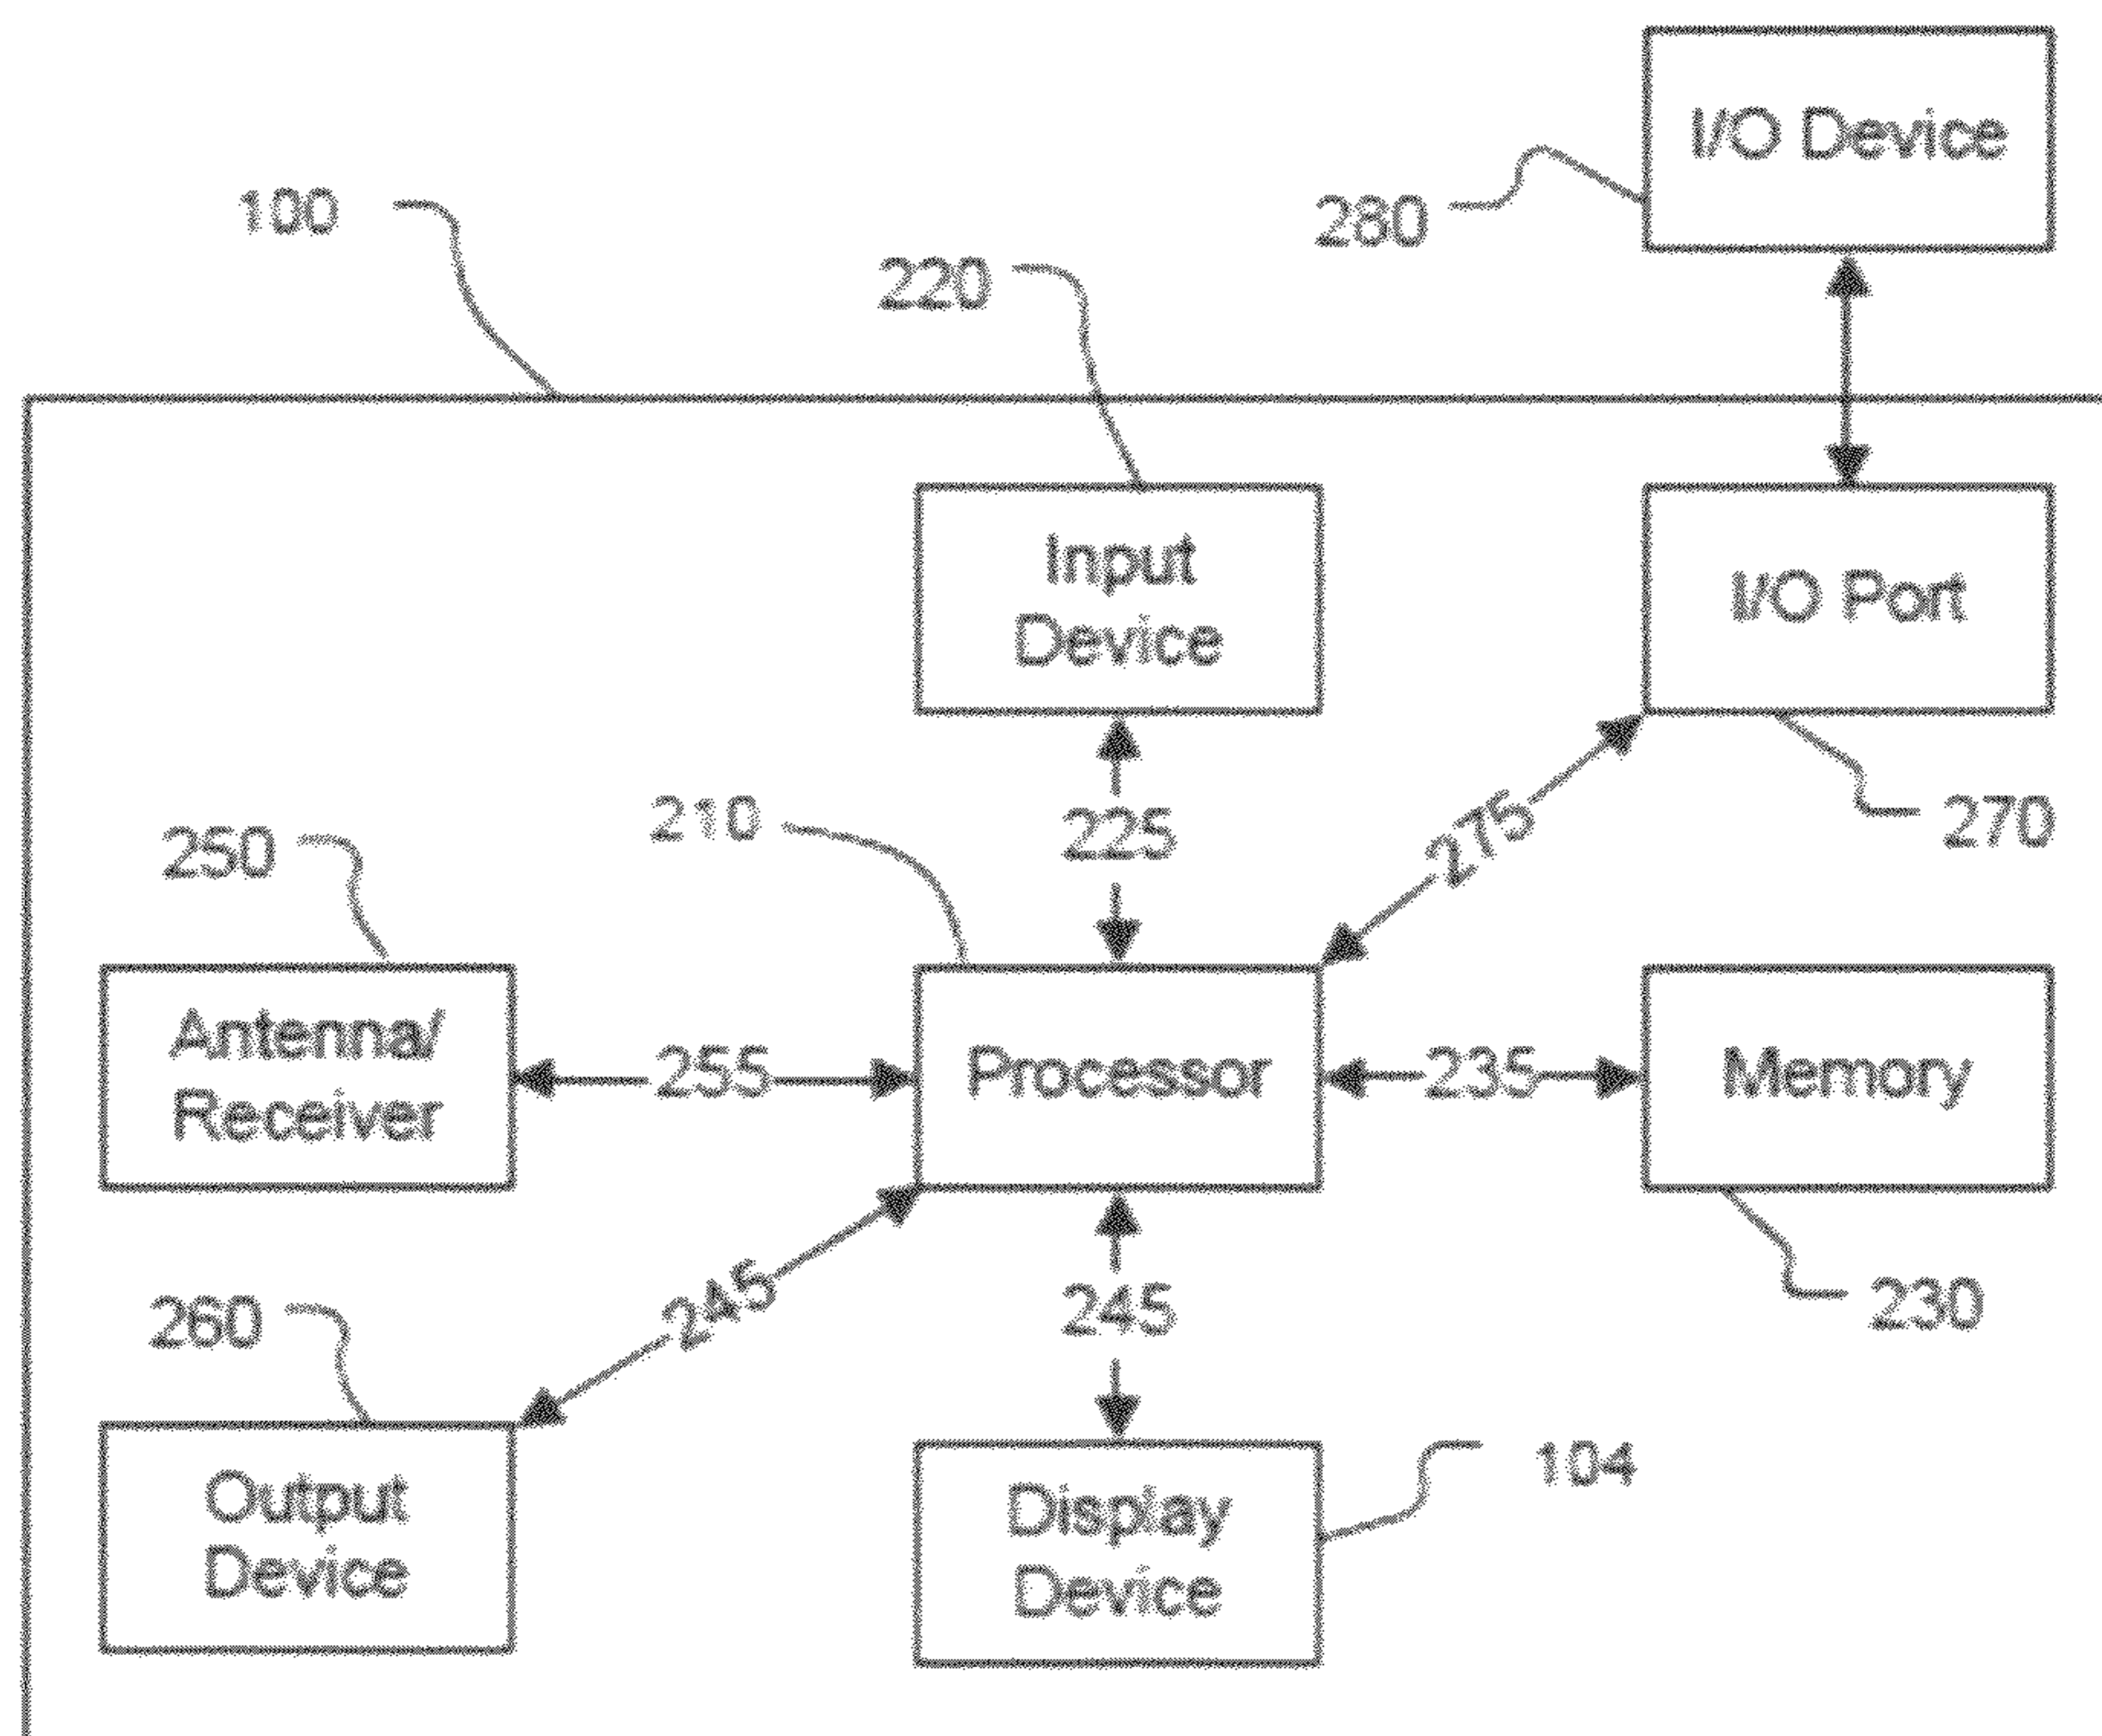 I/O Device
100
280
220
Input
Device
I/O Port
250
210
225
275
270
Antenna/
Receiver
255
Processor
235
Memory
260
245
245
230
Output
Device
Display
Device
104